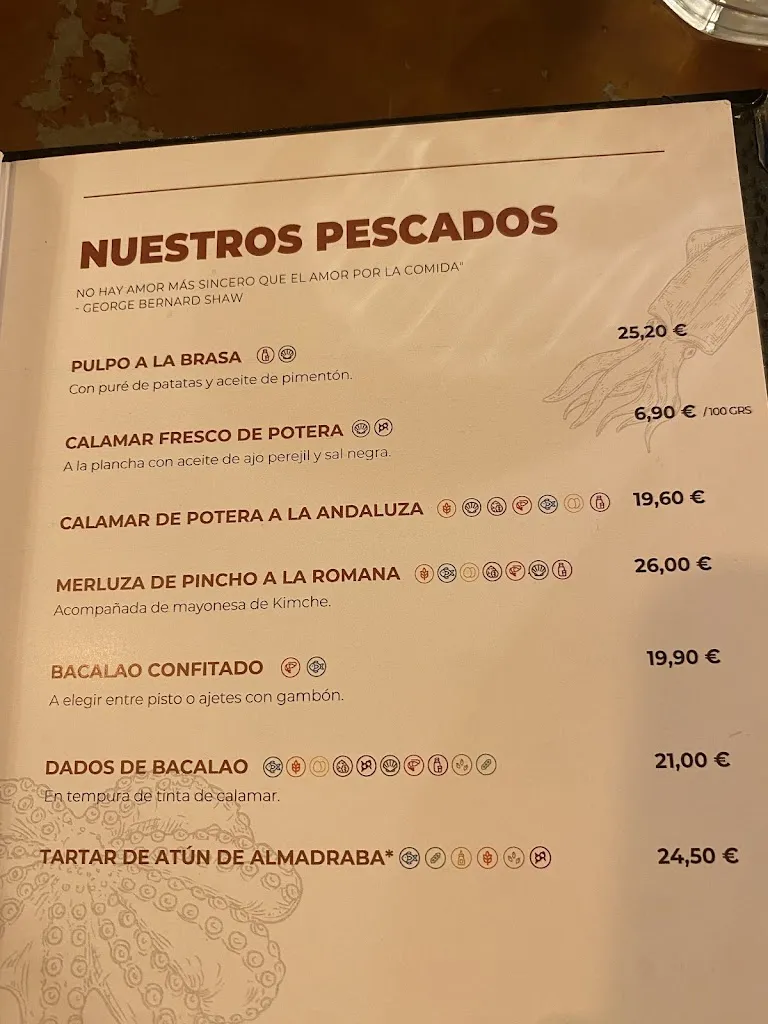 NUESTROS PESCADOS
NO HAY AMOR MÁS SINCERO QUE EL AMOR POR LA COMIDA"
- GEORGE BERNARD SHAW
PULPO A LA BRASA 25,20 €
Con puré de patatas y aceite de pimentón.
CALAMAR FRESCO DE POTERA 6,90 € /100 GRS
A la plancha con aceite de ajo perejil y sal negra.
CALAMAR DE POTERA A LA ANDALUZA 19,60 €
MERLUZA DE PINCHO A LA ROMANA 26,00 €
Acompañada de mayonesa de Kimche.
BACALAO CONFITADO 19,90 €
A elegir entre pisto o ajetes con gambón.
DADOS DE BACALAO 21,00 €
En tempura de tinta de calamar.
TARTAR DE ATÚN DE ALMADRABA* 24,50 €